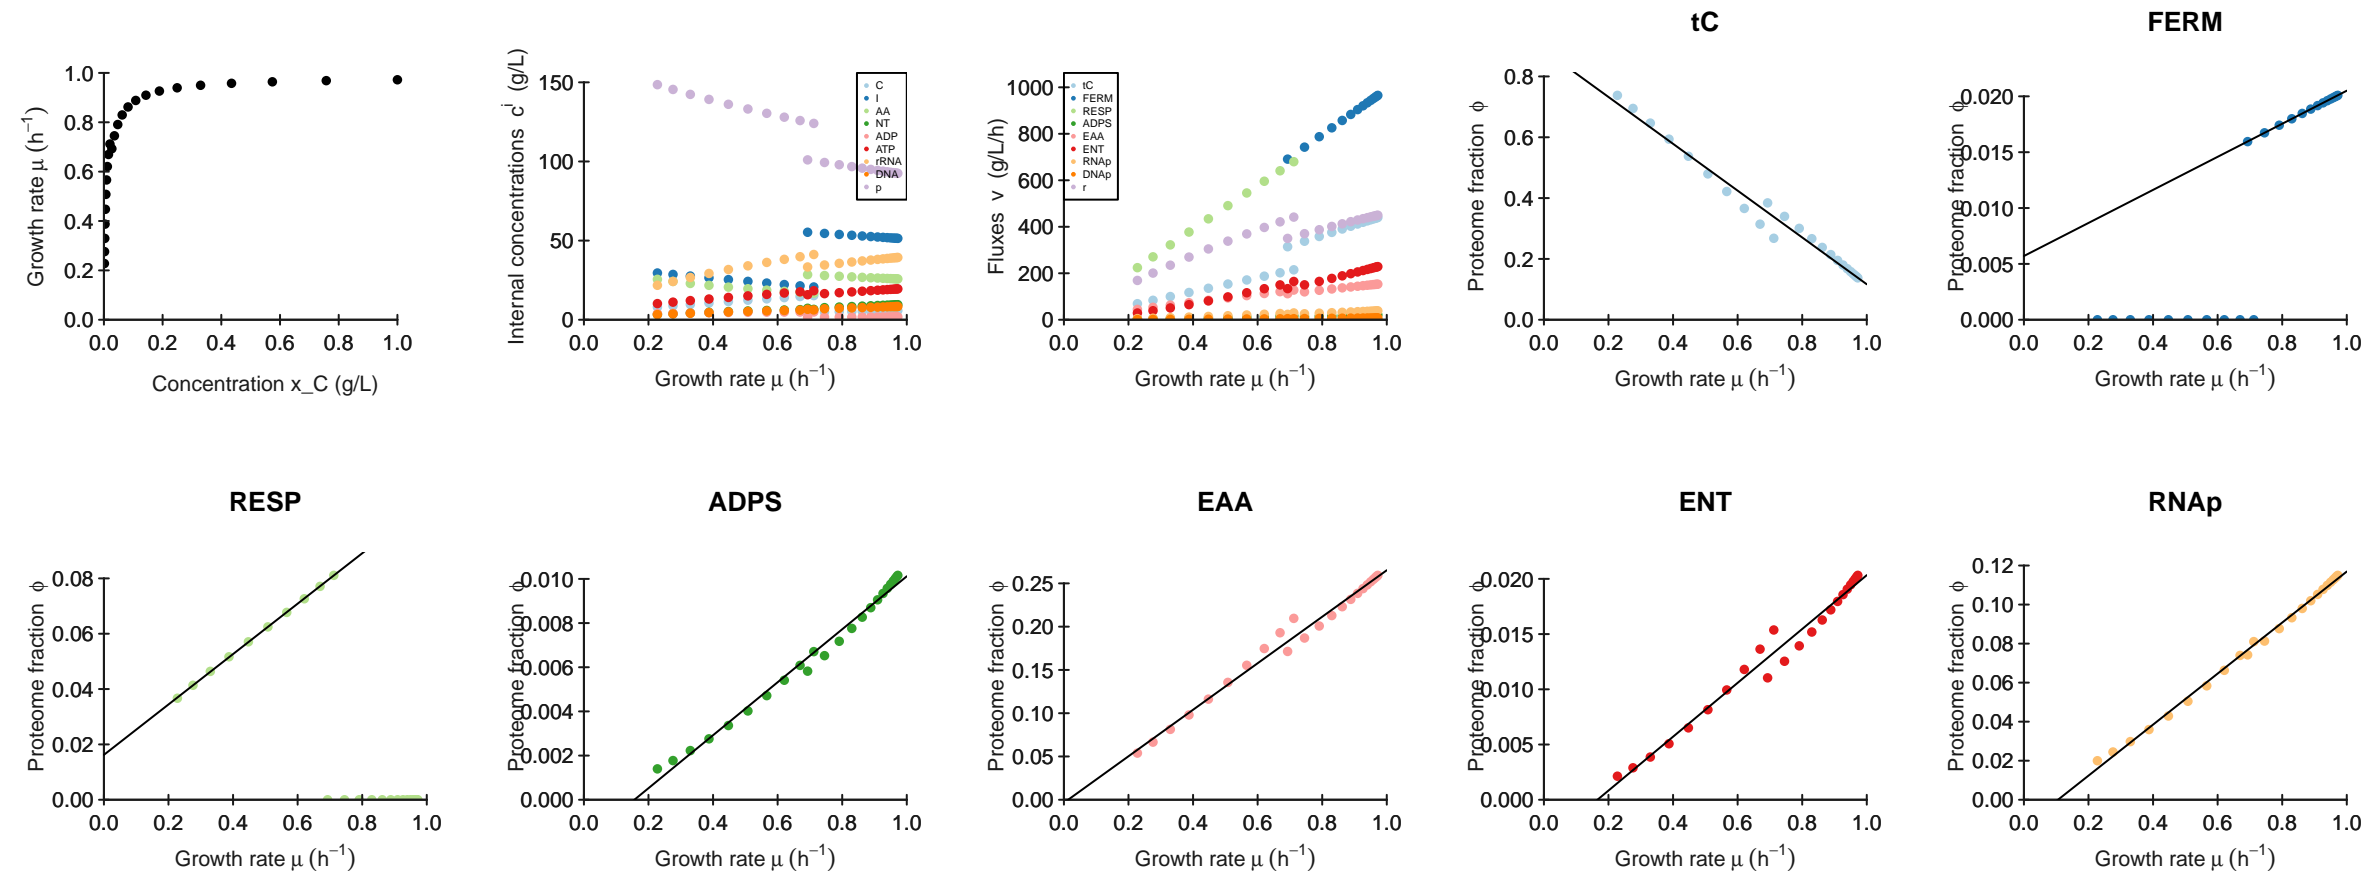 tC
FERM
Growth rate μ (h⁻¹)
0.0
0.2
0.4
0.6
0.8
1.0
0.0 0.2 0.4 0.6 0.8 1.0
Concentration x_C (g/L)
Internal concentrations cⁱ (g/L)
0
50
100
150
C
I
AA
NT
ADP
ATP
rRNA
DNA
p
0.0 0.2 0.4 0.6 0.8 1.0
Growth rate μ (h⁻¹)
Fluxes v (g/L/h)
0
200
400
600
800
1000
tC
FERM
RESP
ADPS
EAA
ENT
RNAp
DNAp
r
0.0 0.2 0.4 0.6 0.8 1.0
Growth rate μ (h⁻¹)
Proteome fraction ϕ
0.0
0.2
0.4
0.6
0.8
0.0 0.2 0.4 0.6 0.8 1.0
Growth rate μ (h⁻¹)
Proteome fraction ϕ
0.000
0.005
0.010
0.015
0.020
0.0 0.2 0.4 0.6 0.8 1.0
Growth rate μ (h⁻¹)
RESP
Proteome fraction ϕ
0.00
0.02
0.04
0.06
0.08
0.0 0.2 0.4 0.6 0.8 1.0
Growth rate μ (h⁻¹)
ADPS
Proteome fraction ϕ
0.000
0.002
0.004
0.006
0.008
0.010
0.0 0.2 0.4 0.6 0.8 1.0
Growth rate μ (h⁻¹)
EAA
Proteome fraction ϕ
0.00
0.05
0.10
0.15
0.20
0.25
0.0 0.2 0.4 0.6 0.8 1.0
Growth rate μ (h⁻¹)
ENT
Proteome fraction ϕ
0.000
0.005
0.010
0.015
0.020
0.0 0.2 0.4 0.6 0.8 1.0
Growth rate μ (h⁻¹)
RNAp
Proteome fraction ϕ
0.00
0.02
0.04
0.06
0.08
0.10
0.12
0.0 0.2 0.4 0.6 0.8 1.0
Growth rate μ (h⁻¹)